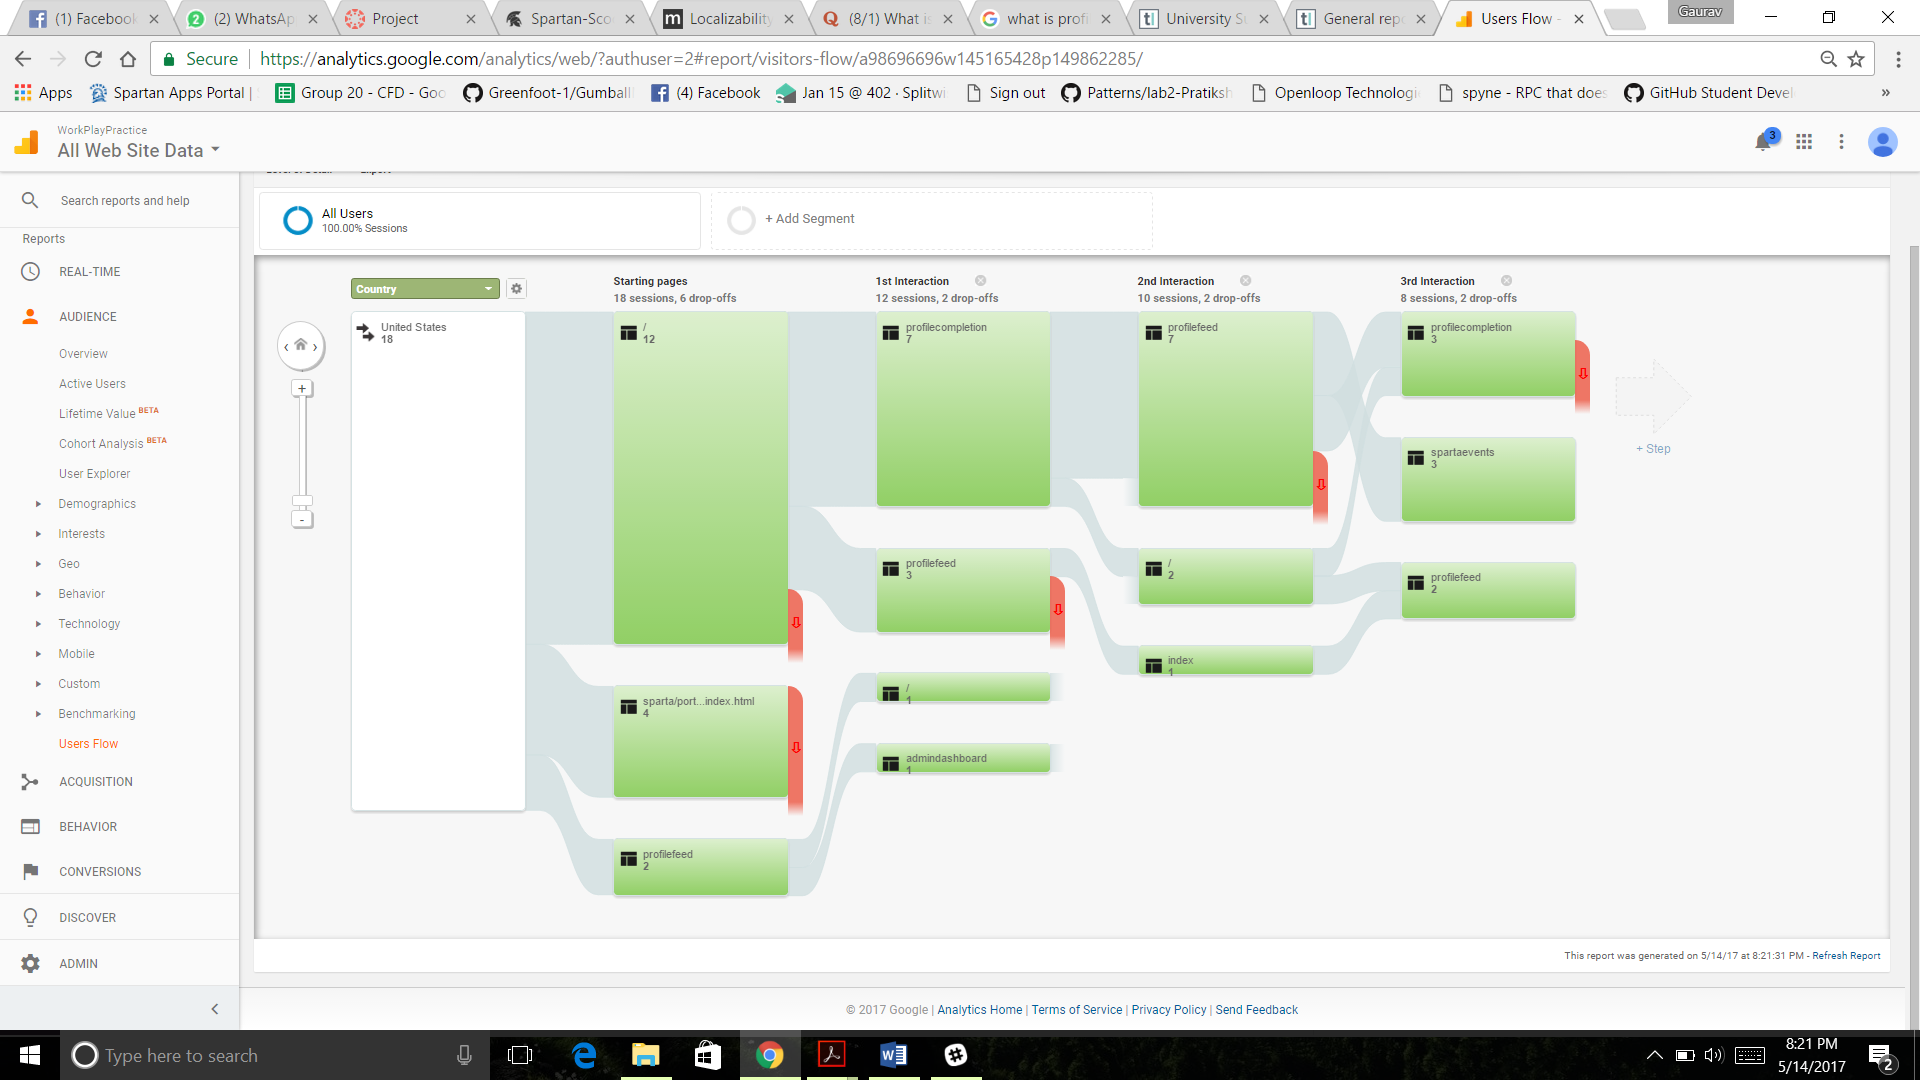 (1) Facebook
(2) WhatsAp
Project
Spartan-Sco
Localizability
(8/1) What is
what is profi
University S
General repo
Users Flow -
Gaurav
Secure
https://analytics.google.com/analytics/web/?authuser=2#report/visitors-flow/a98696696w145165428p149862285/
Apps
Spartan Apps Portal |
Group 20 - CFD - Goo
Greenfoot-1/Gumball
(4) Facebook
Jan 15 @ 402 · Splitwi
Sign out
Patterns/lab2-Pratiksh
Openloop Technologi
spyne - RPC that does
GitHub Student Devel
»
WorkPlayPractice
All Web Site Data
3
Search reports and help
Reports
REAL-TIME
AUDIENCE
Overview
Active Users
Lifetime Value BETA
Cohort Analysis BETA
User Explorer
Demographics
Interests
Geo
Behavior
Technology
Mobile
Custom
Benchmarking
Users Flow
ACQUISITION
BEHAVIOR
CONVERSIONS
DISCOVER
ADMIN
All Users
100.00% Sessions
+ Add Segment
Country
Starting pages
18 sessions, 6 drop-offs
1st Interaction
12 sessions, 2 drop-offs
2nd Interaction
10 sessions, 2 drop-offs
3rd Interaction
8 sessions, 2 drop-offs
United States
18
/
12
sparta/port...index.html
4
profilefeed
2
profilecompletion
7
profilefeed
3
/
1
admindashboard
1
profilefeed
7
/
2
index
1
profilecompletion
3
spartaevents
3
profilefeed
2
+ Step
+
-
This report was generated on 5/14/17 at 8:21:31 PM - Refresh Report
© 2017 Google | Analytics Home | Terms of Service | Privacy Policy | Send Feedback
Type here to search
8:21 PM
5/14/2017
2